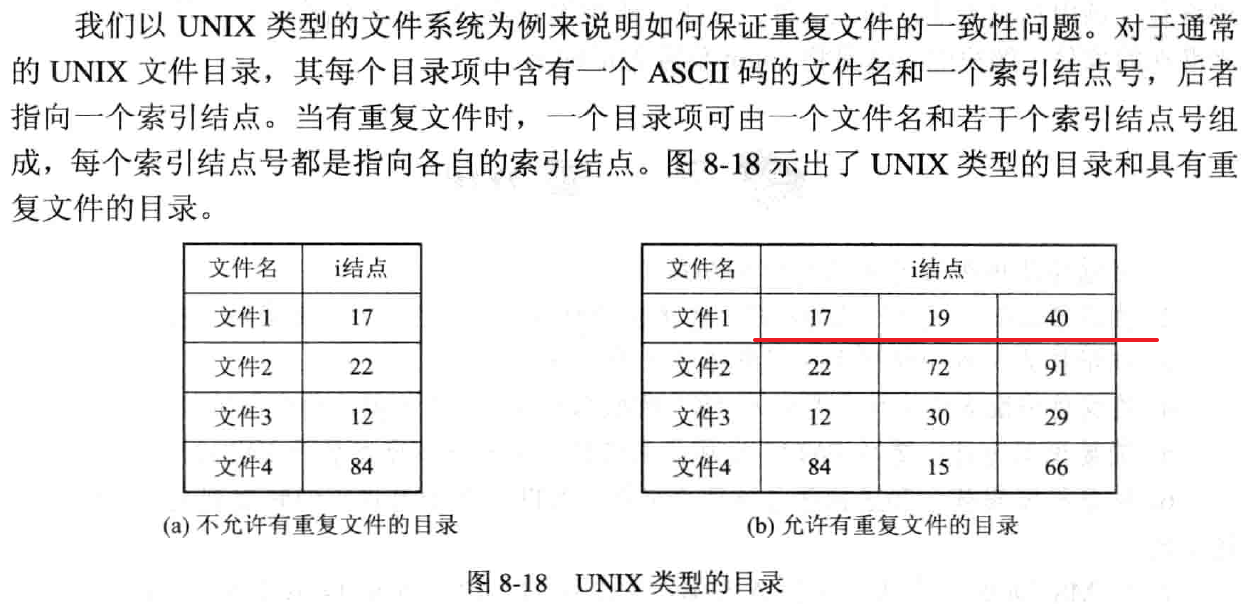 我们以 UNIX 类型的文件系统为例来说明如何保证重复文件的一致性问题。对于通常
的 UNIX 文件目录，其每个目录项中含有一个 ASCII 码的文件名和一个索引结点号，后者
指向一个索引结点。当有重复文件时，一个目录项可由一个文件名和若干个索引结点号组
成，每个索引结点号都是指向各自的索引结点。图 8-18 示出了 UNIX 类型的目录和具有重
复文件的目录。
文件名 i结点
文件1 17
文件2 22
文件3 12
文件4 84
(a) 不允许有重复文件的目录
文件名 i结点
文件1 17 19 40
文件2 22 72 91
文件3 12 30 29
文件4 84 15 66
(b) 允许有重复文件的目录
图 8-18 UNIX 类型的目录